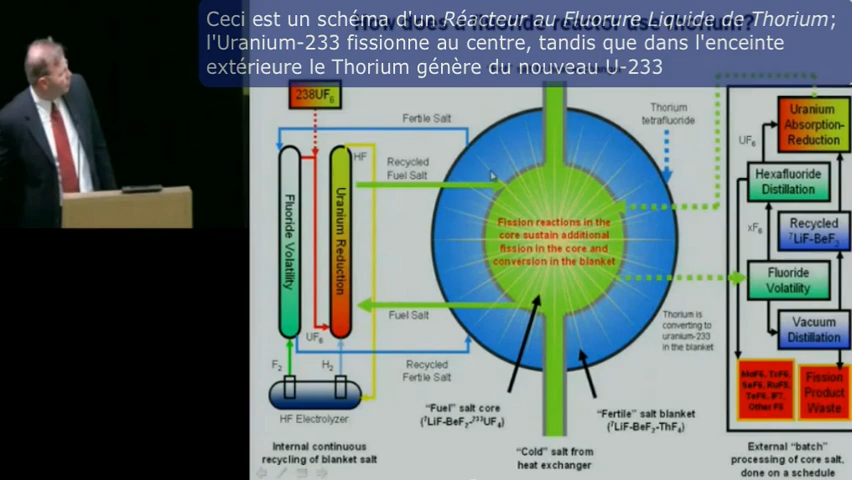 Ceci est un schéma d'un Réacteur au Fluorure Liquide de Thorium;
l'Uranium-233 fissionne au centre, tandis que dans l'enceinte
extérieure le Thorium génère du nouveau U-233
238UF6
Fertile Salt
HF
Recycled
Fuel Salt
Fluoride Volatility
Uranium Reduction
Fuel Salt
UF6
F2
H2
Recycled
Fertile Salt
HF Electrolyzer
Internal continuous
recycling of blanket salt
Fission reactions in the
core sustain additional
fission in the core and
conversion in the blanket
Thorium
tetrafluoride
Thorium is
converting to
uranium-233
in the blanket
"Fuel" salt core
(7LiF-BeF2-233UF4)
"Fertile" salt blanket
(7LiF-BeF2-ThF4)
"Cold" salt from
heat exchanger
Uranium
Absorption-
Reduction
UF6
Hexafluoride
Distillation
xF6
Recycled
7LiF-BeF2
Fluoride
Volatility
Vacuum
Distillation
MoF6, TcF6,
SeF6, RuF5,
TeF6, IF7,
Other F6
Fission
Product
Waste
External "batch"
processing of core salt,
done on a schedule